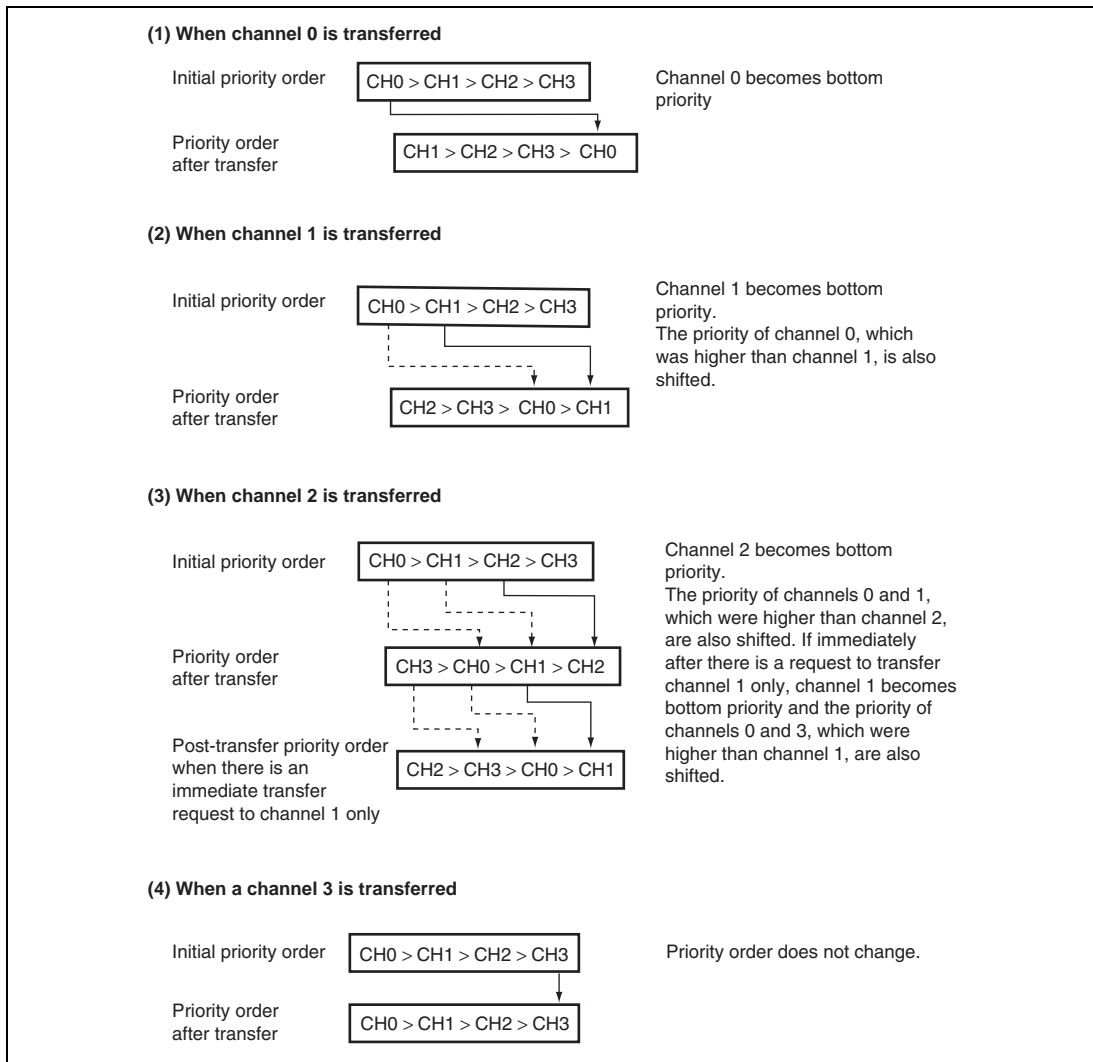 (1) When channel 0 is transferred
Initial priority order
CH0 > CH1 > CH2 > CH3
Channel 0 becomes bottom
priority
Priority order
after transfer
CH1 > CH2 > CH3 > CH0
(2) When channel 1 is transferred
Initial priority order
CH0 > CH1 > CH2 > CH3
Channel 1 becomes bottom
priority.
The priority of channel 0, which
was higher than channel 1, is also
shifted.
Priority order
after transfer
CH2 > CH3 > CH0 > CH1
(3) When channel 2 is transferred
Initial priority order
CH0 > CH1 > CH2 > CH3
Channel 2 becomes bottom
priority.
The priority of channels 0 and 1,
which were higher than channel 2,
are also shifted. If immediately
after there is a request to transfer
channel 1 only, channel 1 becomes
bottom priority and the priority of
channels 0 and 3, which were
higher than channel 1, are also
shifted.
Priority order
after transfer
CH3 > CH0 > CH1 > CH2
Post-transfer priority order
when there is an
immediate transfer
request to channel 1 only
CH2 > CH3 > CH0 > CH1
(4) When a channel 3 is transferred
Initial priority order
CH0 > CH1 > CH2 > CH3
Priority order does not change.
Priority order
after transfer
CH0 > CH1 > CH2 > CH3